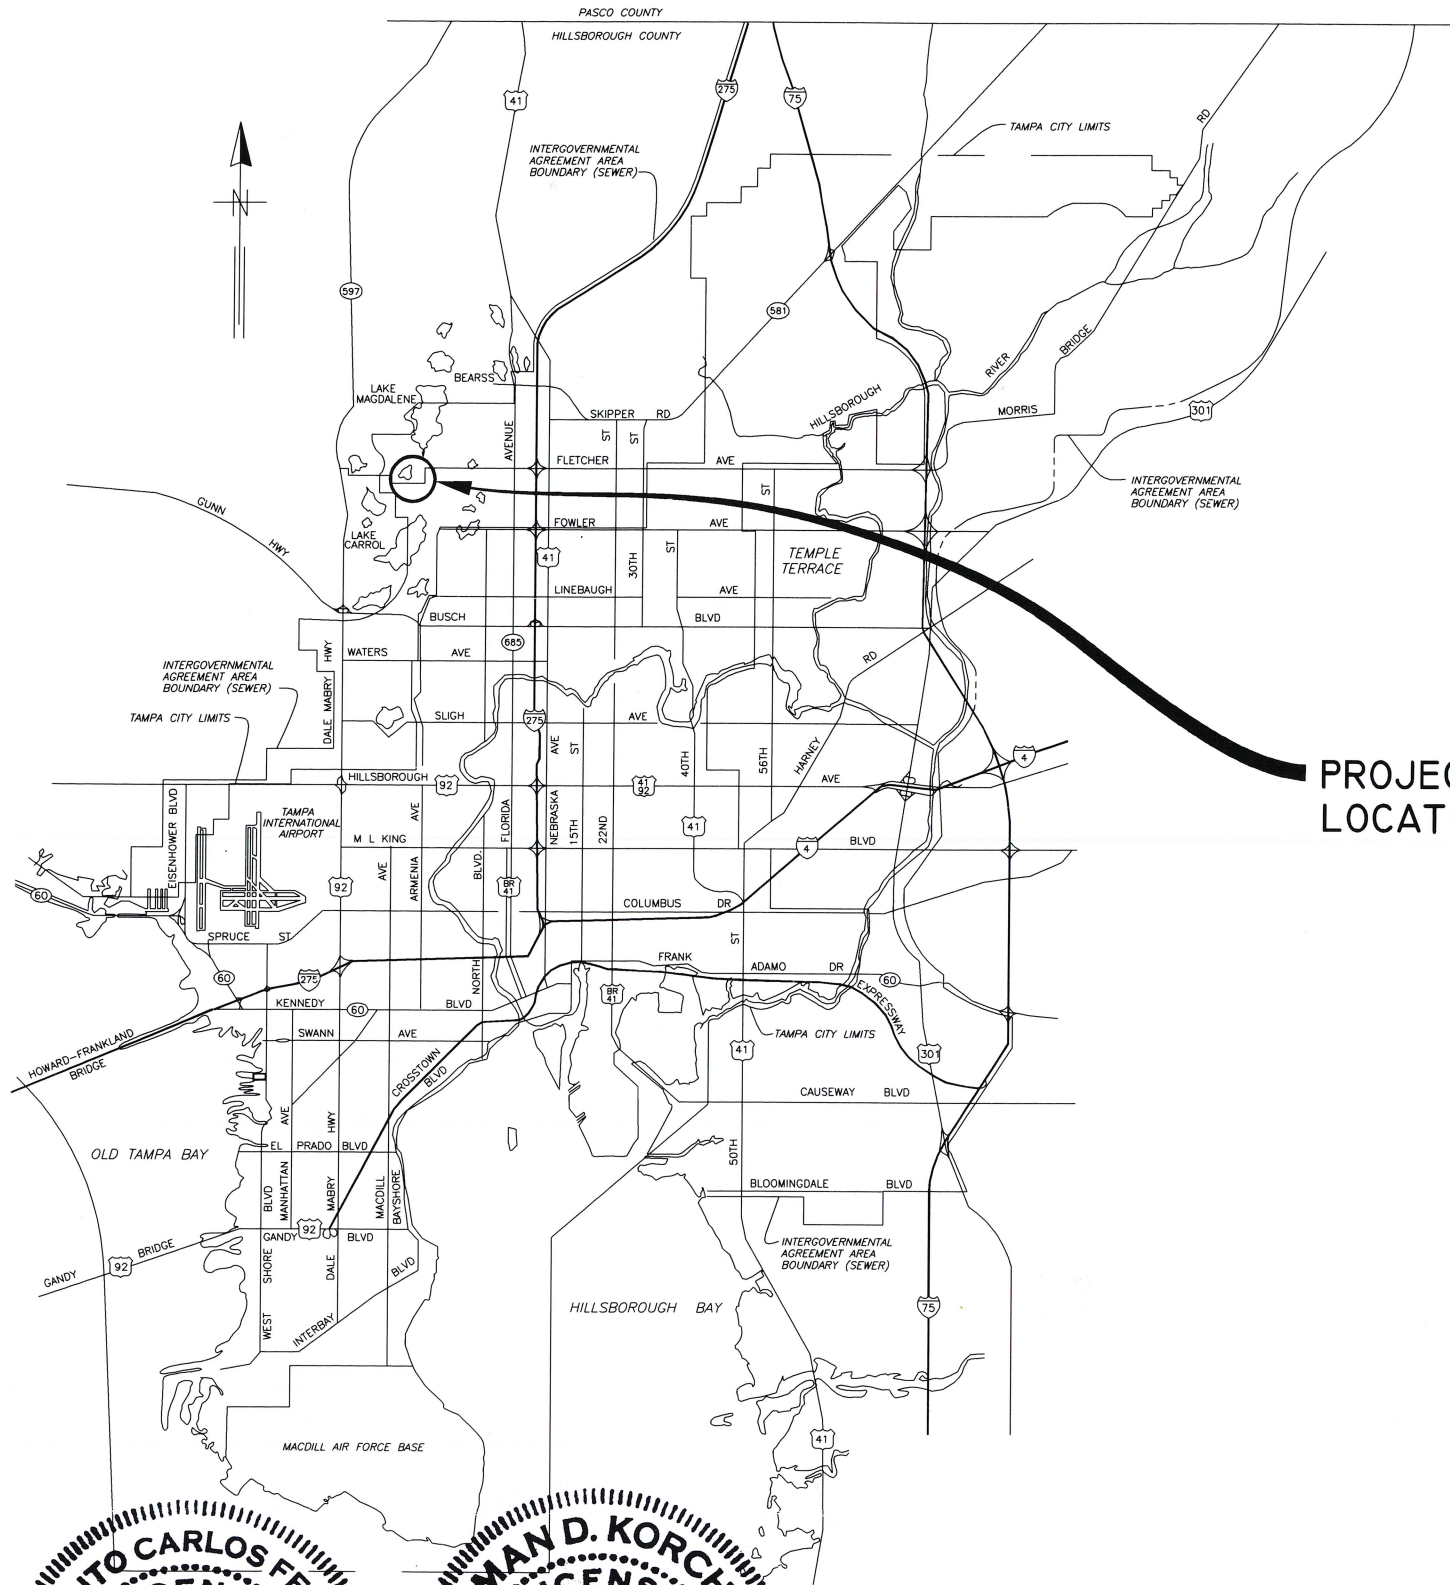 PASCO COUNTY
HILLSBOROUGH COUNTY
41
275
75
RD
TAMPA CITY LIMITS
INTERGOVERNMENTAL
AGREEMENT AREA
BOUNDARY (SEWER)
N
597
581
RIVER
BRIDGE
BEARSS
LAKE
MAGDALENE
HILLSBOROUGH
MORRIS
301
SKIPPER RD
AVENUE
ST
ST
FLETCHER AVE
ST
INTERGOVERNMENTAL
AGREEMENT AREA
BOUNDARY (SEWER)
GUNN
HWY
LAKE
CARROL
FOWLER AVE
41
30TH
ST
TEMPLE
TERRACE
LINEBAUGH AVE
BUSCH BLVD
685
WATERS AVE
HWY
RD
INTERGOVERNMENTAL
AGREEMENT AREA
BOUNDARY (SEWER)
DALE MABRY
TAMPA CITY LIMITS
SLIGH AVE
275
AVE
ST
40TH
56TH
HARNEY
4
PROJEC
LOCAT
HILLSBOROUGH
92
41
92
AVE
EISENHOWER BLVD
TAMPA
INTERNATIONAL
AIRPORT
AVE
FLORIDA
NEBRASKA
15TH
22ND
41
M L KING
4
BLVD
AVE
ARMENIA
BLVD.
92
BR
41
60
COLUMBUS DR
SPRUCE ST
ST
60
275
NORTH
FRANK
ADAMO DR
60
BR
41
EXPRESSWAY
KENNEDY
60
BLVD
SWANN AVE
TAMPA CITY LIMITS
HOWARD-FRANKLAND
BRIDGE
CROSSTOWN
BLVD
41
301
CAUSEWAY BLVD
AVE
HWY
OLD TAMPA BAY
EL PRADO BLVD
50TH
BLVD
MANHATTAN
MABRY
MACDILL
BAYSHORE
BLOOMINGDALE BLVD
92
GANDY BLVD
BRIDGE
92
GANDY
SHORE
DALE
BLVD
INTERGOVERNMENTAL
AGREEMENT AREA
BOUNDARY (SEWER)
HILLSBOROUGH BAY
75
WEST
INTERBAY
41
MACDILL AIR FORCE BASE
CARLOS
MAN D. KORCH